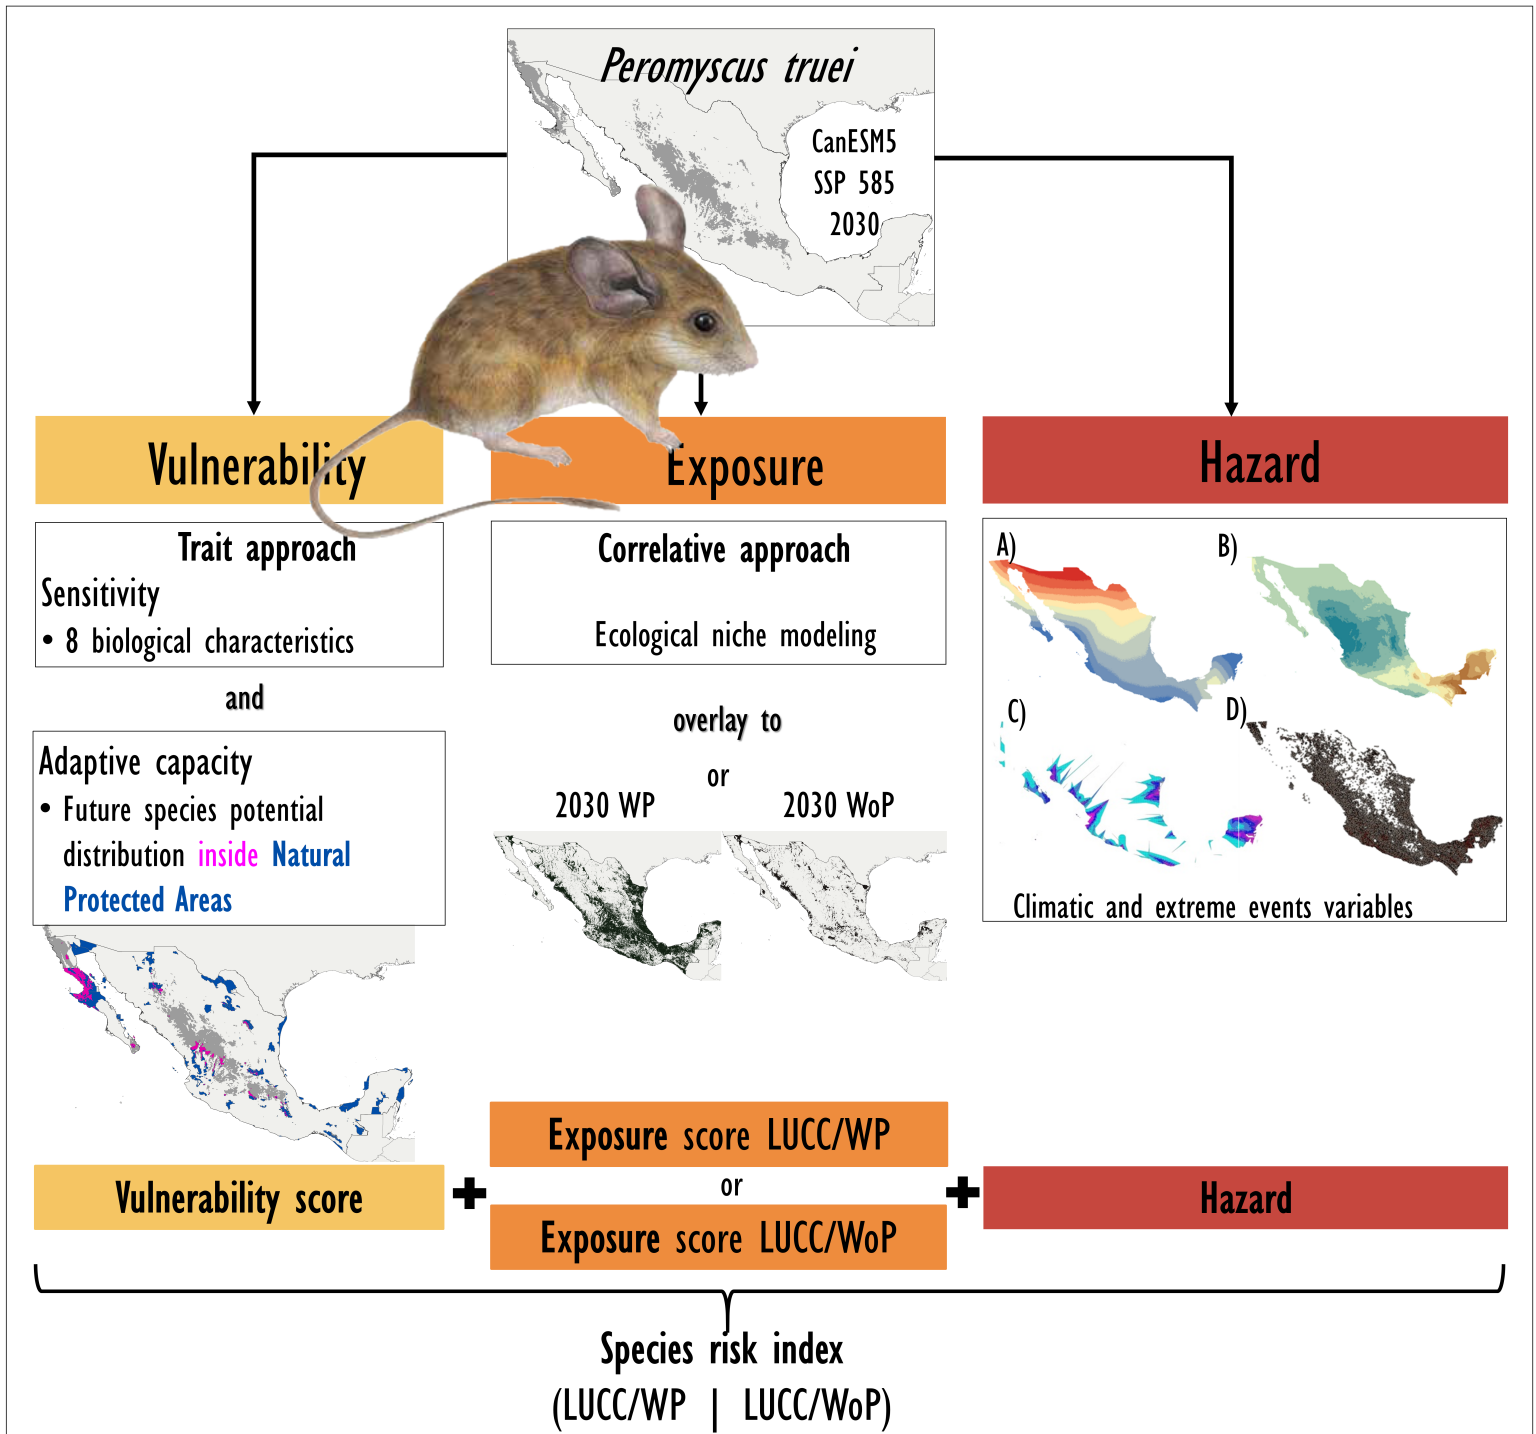 Peromyscus truei
CanESM5
SSP 585
2030
Vulnerability
Exposure
Hazard
Trait approach
Sensitivity
• 8 biological characteristics
and
Adaptive capacity
• Future species potential
distribution inside Natural
Protected Areas
Correlative approach
Ecological niche modeling
overlay to
or
2030 WP
2030 WoP
A)
B)
C)
D)
Climatic and extreme events variables
Exposure score LUCC/WP
or
Exposure score LUCC/WoP
Vulnerability score
+
+
Hazard
Species risk index
(LUCC/WP | LUCC/WoP)